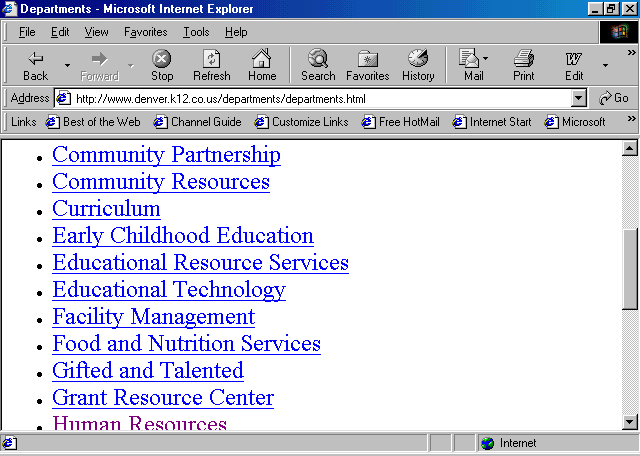 Departments - Microsoft Internet Explorer
File Edit View Favorites Tools Help
Back Forward Stop Refresh Home Search Favorites History Mail Print Edit
Address http://www.denver.k12.co.us/departments/departments.html Go
Links Best of the Web Channel Guide Customize Links Free HotMail Internet Start Microsoft
Community Partnership
Community Resources
Curriculum
Early Childhood Education
Educational Resource Services
Educational Technology
Facility Management
Food and Nutrition Services
Gifted and Talented
Grant Resource Center
Human Resources
Internet